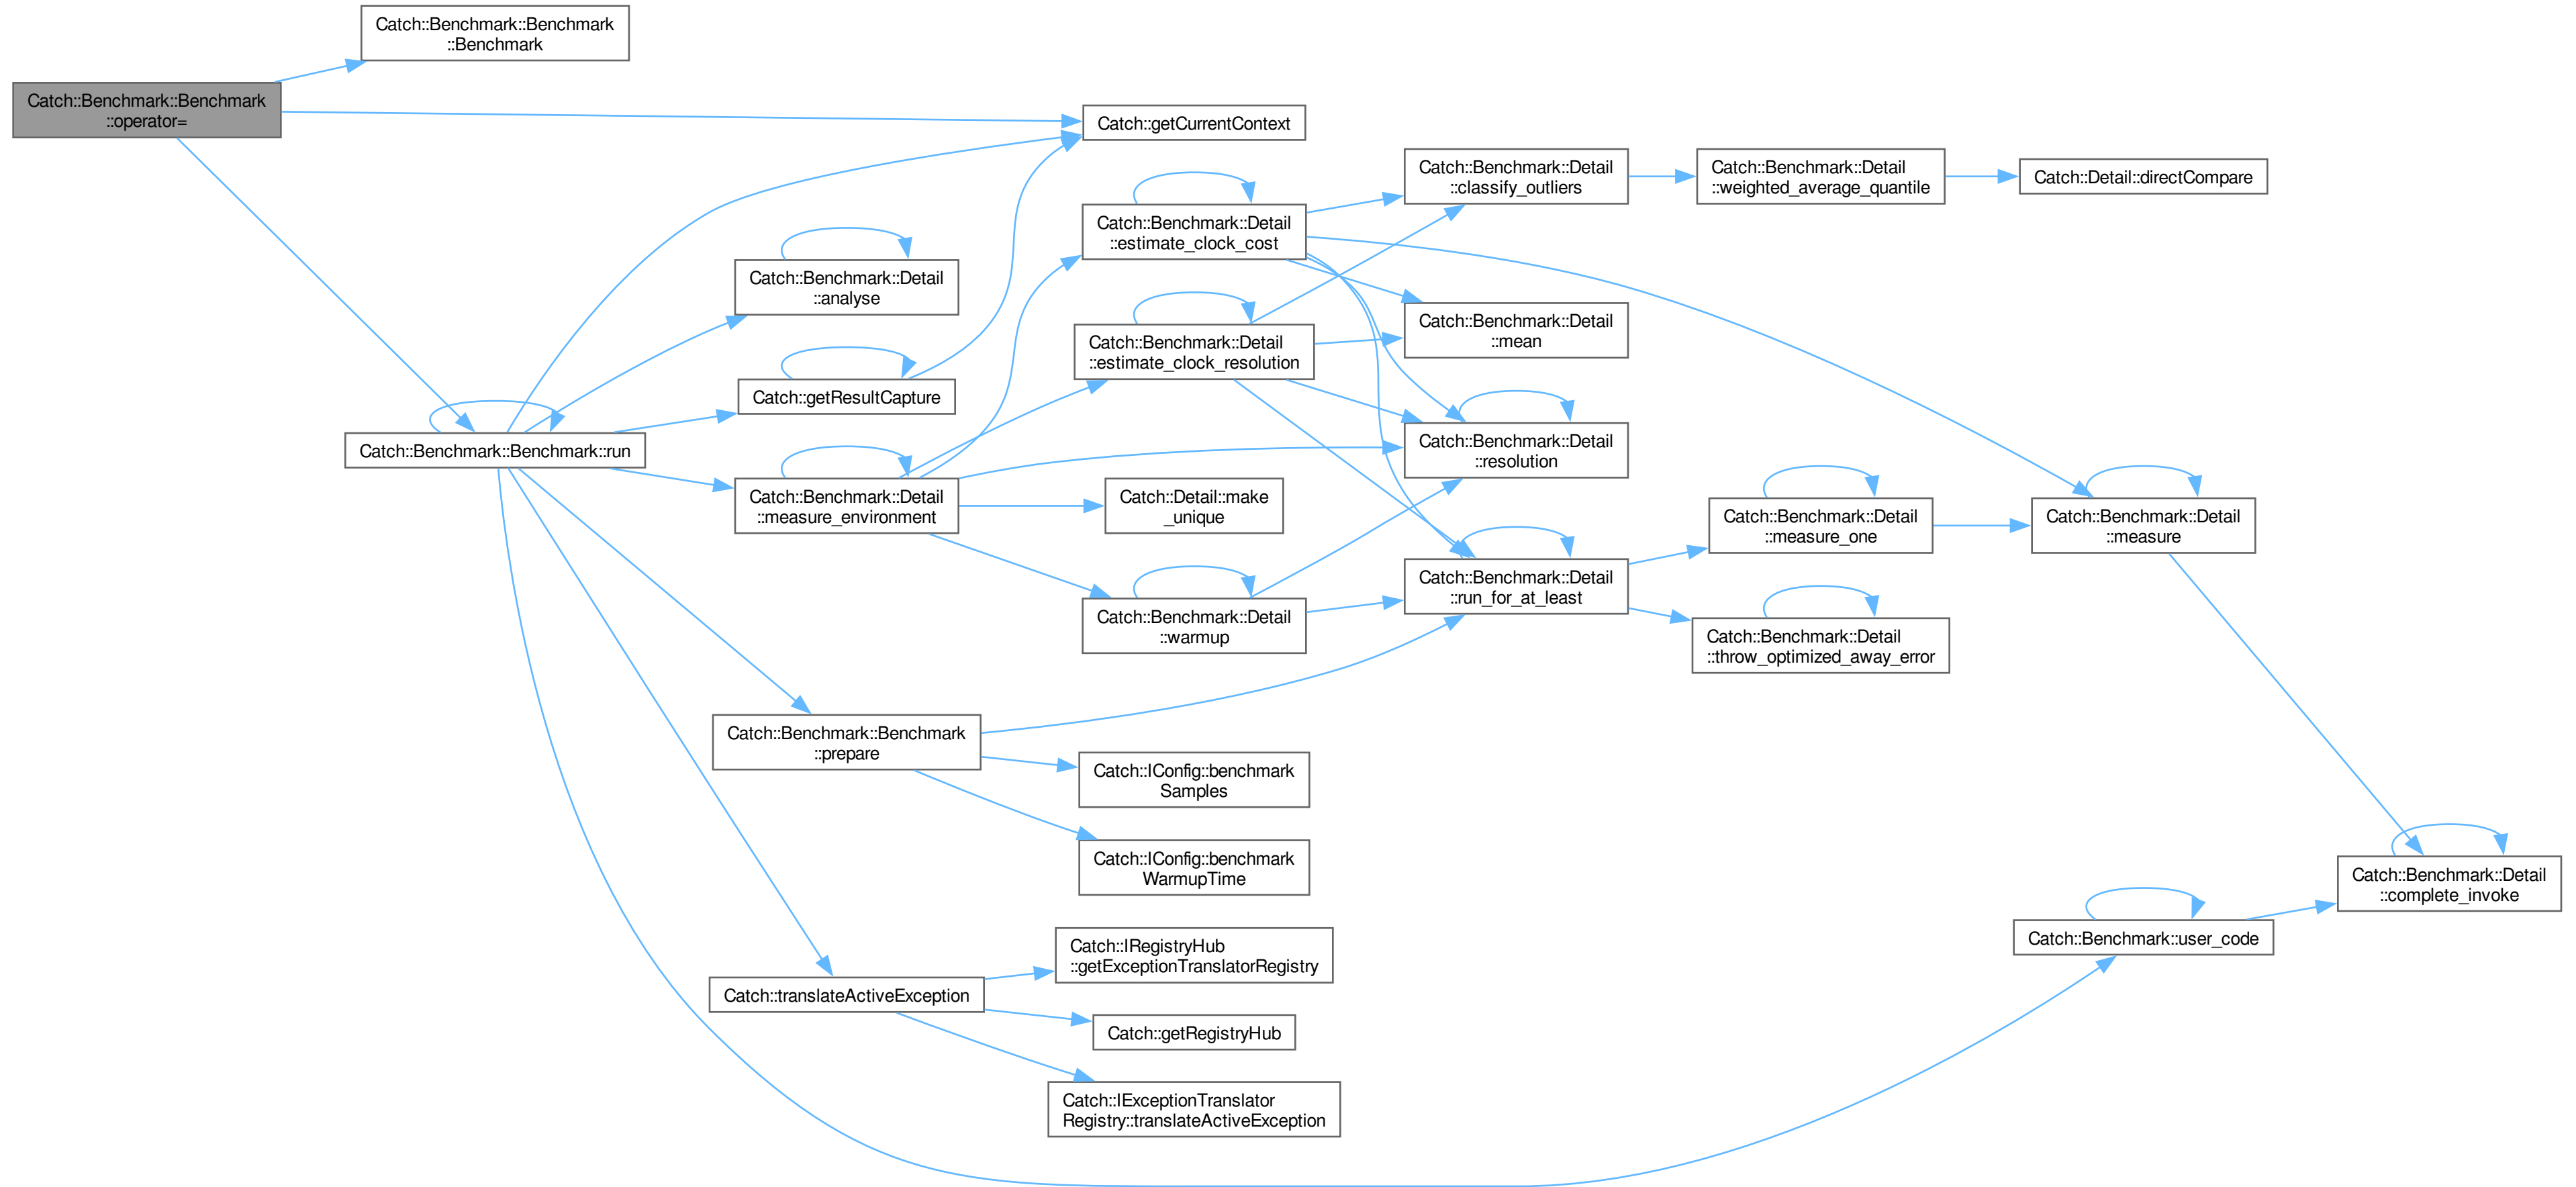 Catch::Benchmark::Benchmark
::Benchmark
Catch::Benchmark::Benchmark
::operator=
Catch::getCurrentContext
Catch::Benchmark::Detail
::classify_outliers
Catch::Benchmark::Detail
::weighted_average_quantile
Catch::Detail::directCompare
Catch::Benchmark::Detail
::estimate_clock_cost
Catch::Benchmark::Detail
::analyse
Catch::Benchmark::Detail
::mean
Catch::Benchmark::Detail
::estimate_clock_resolution
Catch::getResultCapture
Catch::Benchmark::Benchmark::run
Catch::Benchmark::Detail
::resolution
Catch::Benchmark::Detail
::measure_environment
Catch::Detail::make
_unique
Catch::Benchmark::Detail
::measure_one
Catch::Benchmark::Detail
::measure
Catch::Benchmark::Detail
::run_for_at_least
Catch::Benchmark::Detail
::warmup
Catch::Benchmark::Detail
::throw_optimized_away_error
Catch::Benchmark::Benchmark
::prepare
Catch::IConfig::benchmark
Samples
Catch::IConfig::benchmark
WarmupTime
Catch::Benchmark::Detail
::complete_invoke
Catch::Benchmark::user_code
Catch::IRegistryHub
::getExceptionTranslatorRegistry
Catch::translateActiveException
Catch::getRegistryHub
Catch::IExceptionTranslator
Registry::translateActiveException